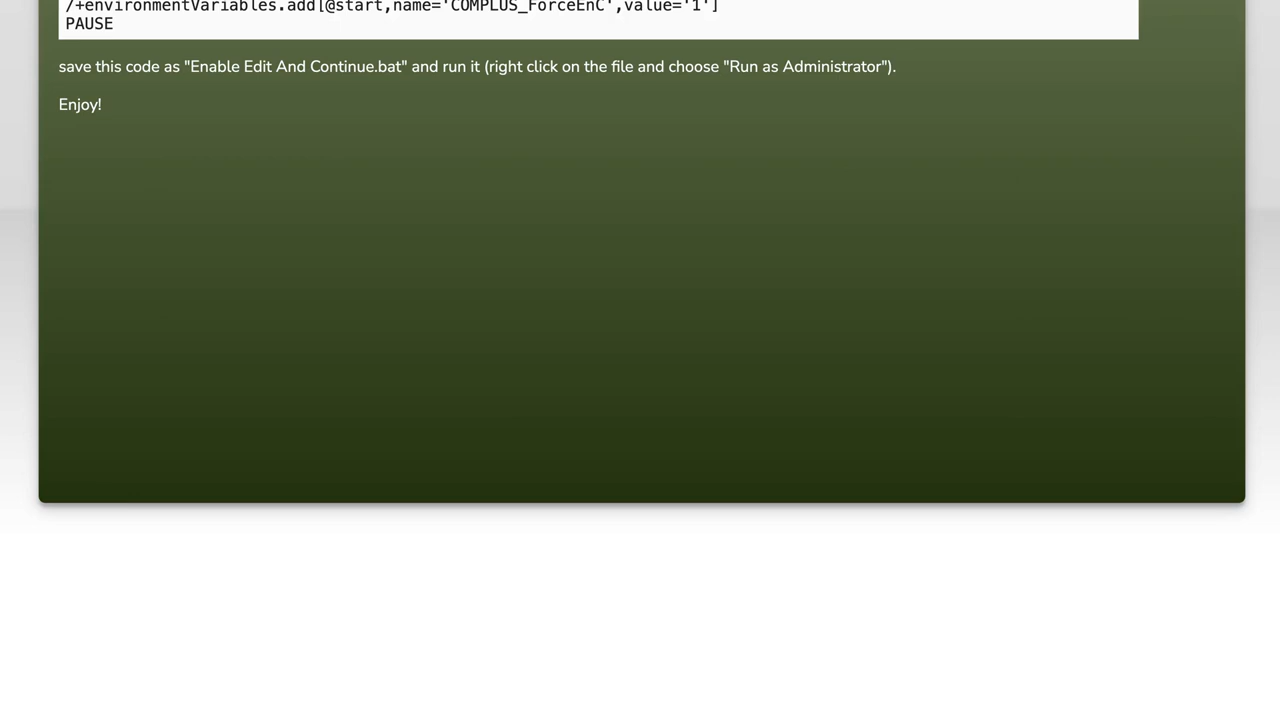 /+environmentVariables.add[@start,name='COMPLUS_ForceEnC',value='1']
PAUSE
save this code as "Enable Edit And Continue.bat" and run it (right click on the file and choose "Run as Administrator").
Enjoy!